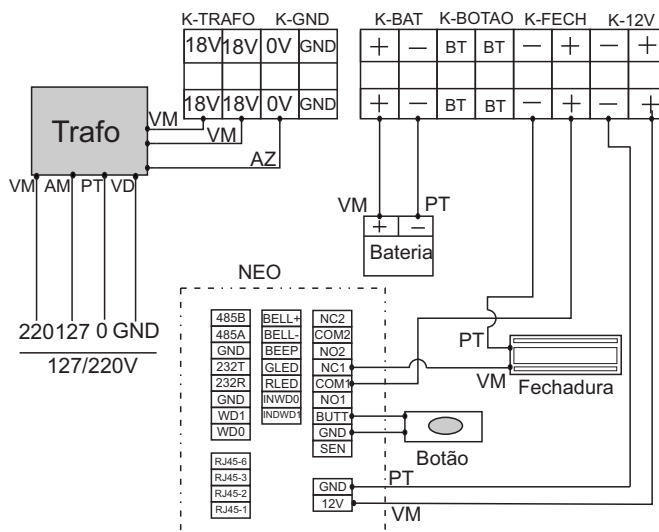 K-TRAFO K-GND K-BAT K-BOTAO K-FECH K-12V
18V 18V 0V GND + − BT BT − + − +
18V 18V 0V GND + − BT BT − + − +
Trafo
VM
VM
AZ
VM AM PT VD
220 127 0 GND
127/220V
VM PT
+ −
Bateria
NEO
485B BELL+ NC2
485A BELL- COM2
GND BEEP NO2
232T GLED NC1
232R RLED COM1
GND INWD0 NO1
WD1 INDWD1 BUTT
WD0 GND
SEN
RJ45-6
RJ45-3
RJ45-2 GND
RJ45-1 12V
PT
VM
Fechadura
Botão
PT
VM